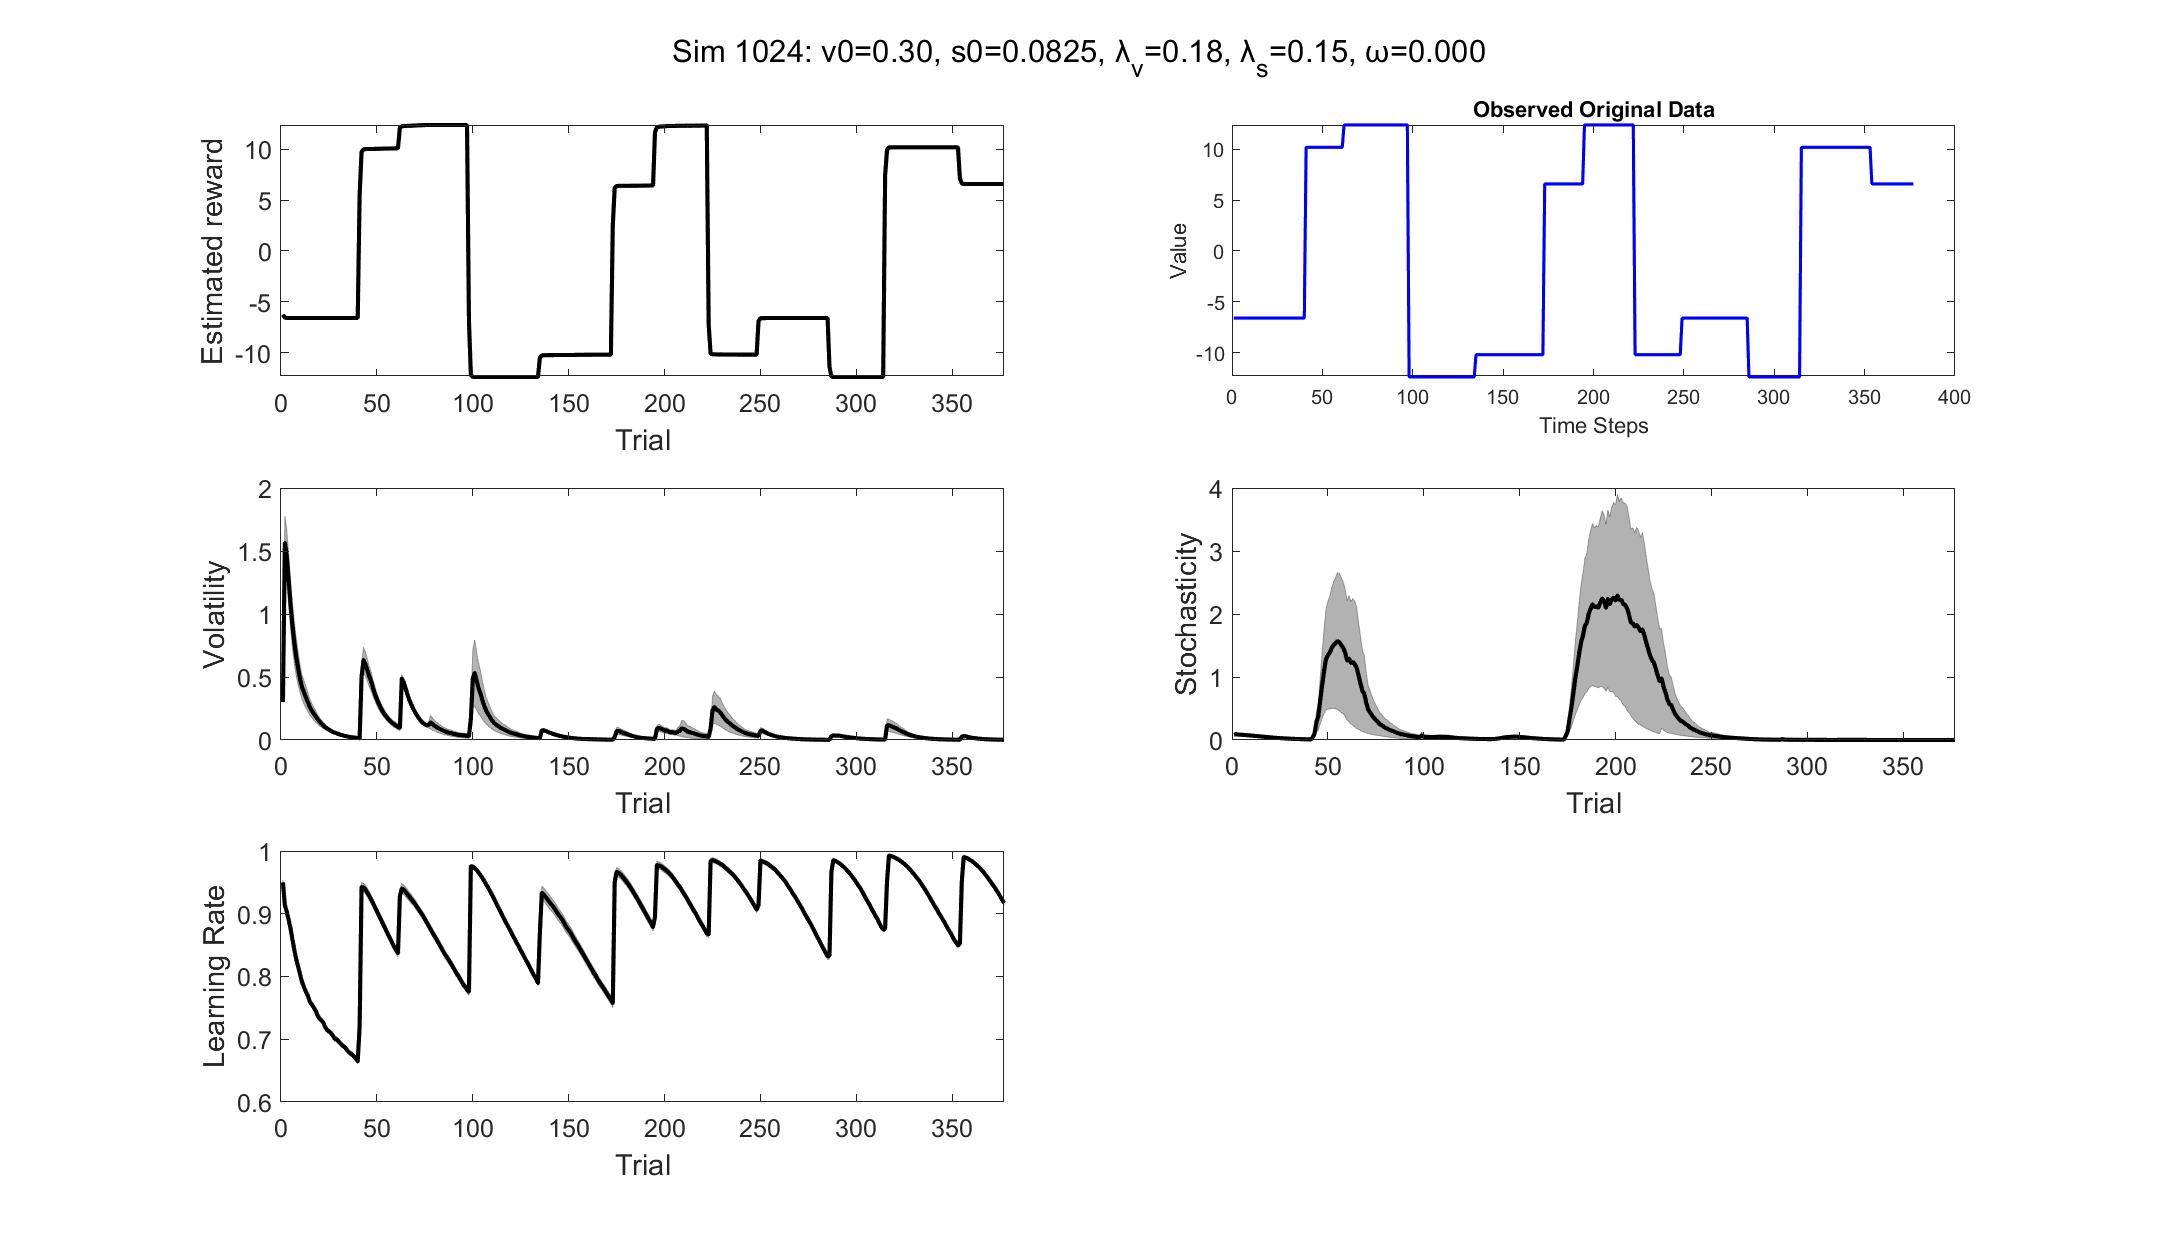 Sim 1024: v0=0.30, s0=0.0825, λv=0.18, λs=0.15, ω=0.000
Estimated reward
10
5
0
-5
-10
0 50 100 150 200 250 300 350
Trial
Observed Original Data
Value
10
5
0
-5
-10
0 50 100 150 200 250 300 350 400
Time Steps
Volatility
2
1.5
1
0.5
0
0 50 100 150 200 250 300 350
Trial
Stochasticity
4
3
2
1
0
0 50 100 150 200 250 300 350
Trial
Learning Rate
1
0.9
0.8
0.7
0.6
0 50 100 150 200 250 300 350
Trial